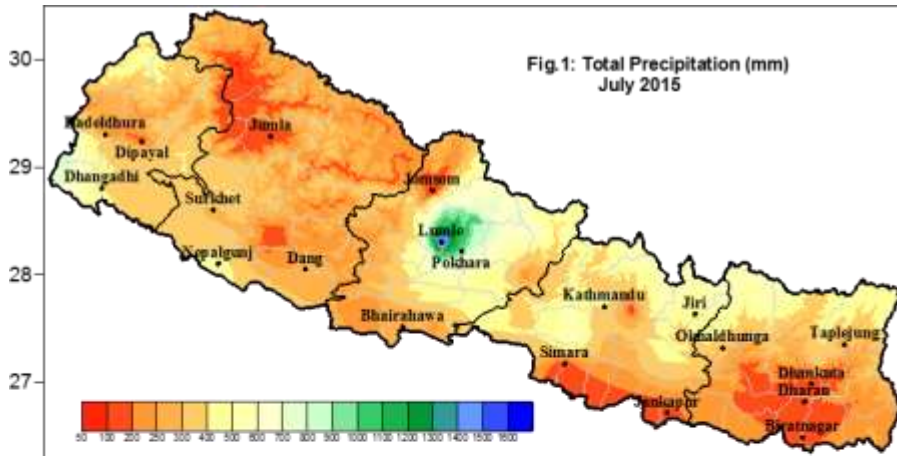 Fig.1: Total Precipitation (mm)
July 2015
30
29
28
27
Dadeldhura
Dipayal
Dhangadhi
Jumla
Surkhet
Nepalgunj
Dang
Jomsom
Lumle
Pokhara
Bhairahawa
Kathmandu
Jiri
Simara
Okhaldhunga
Taplejung
Dhankuta
Dharan
Jankapur
Biratnagar
50 100 200 250 300 400 500 600 700 800 900 1000 1100 1300 1400 1500 1600